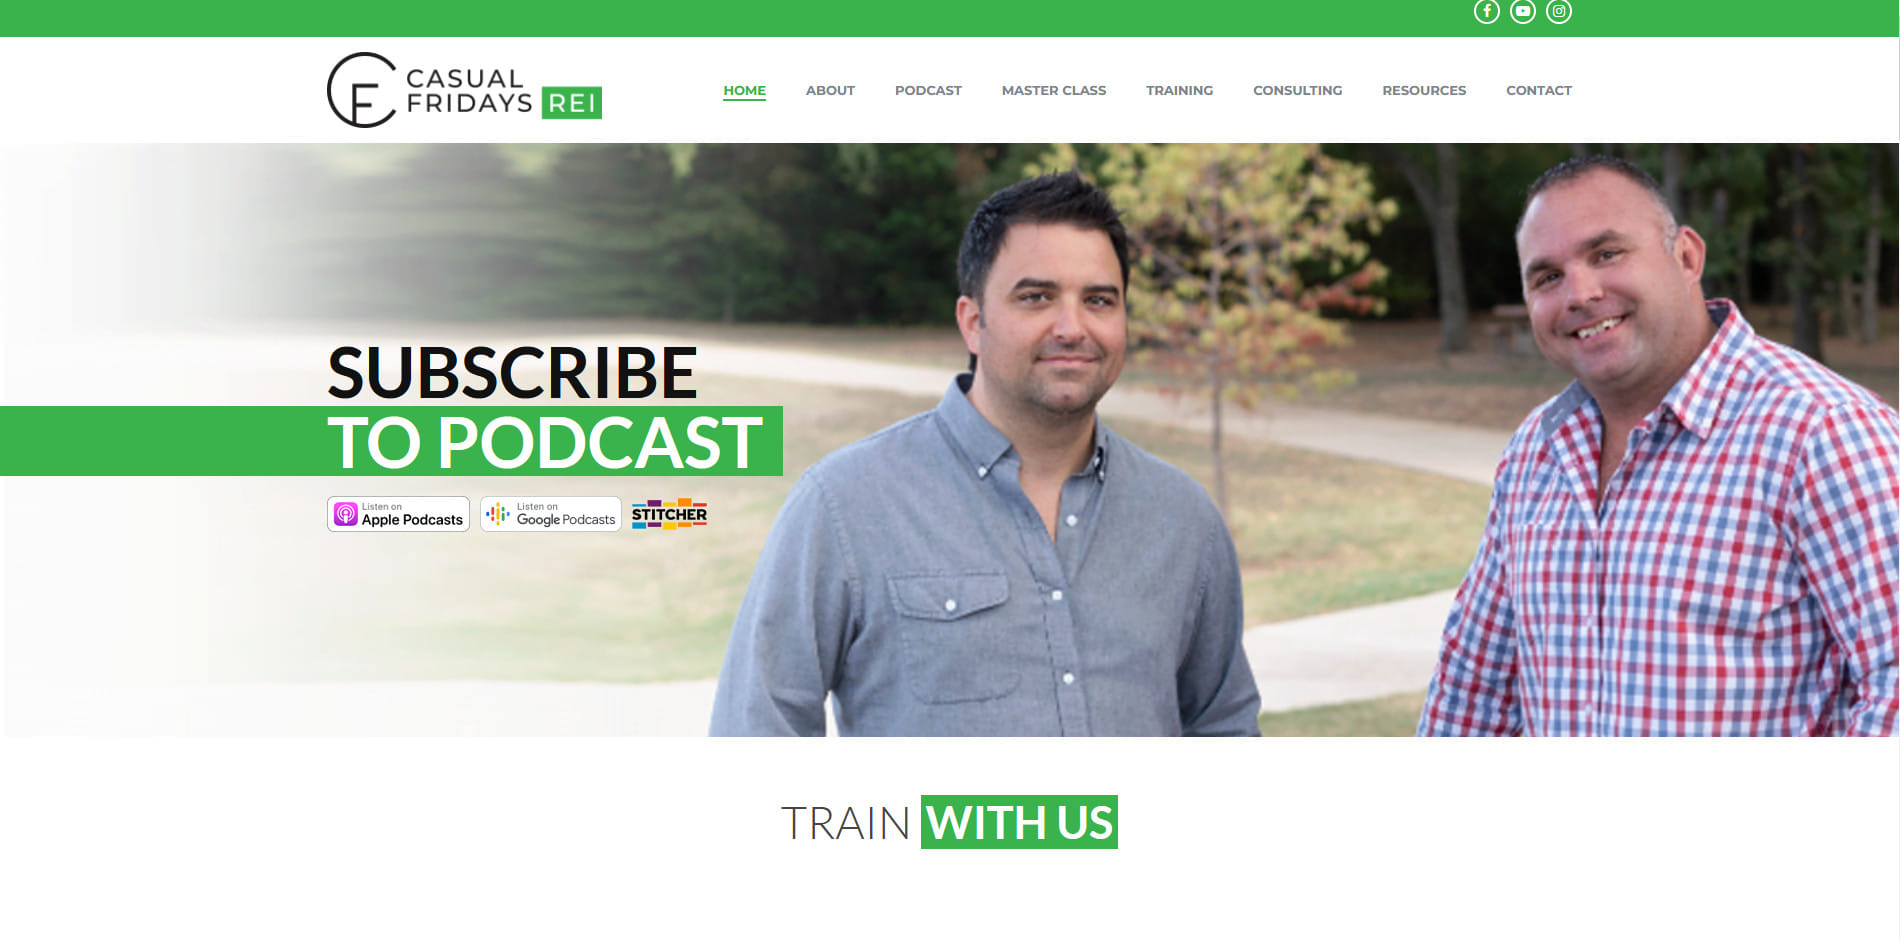 CASUAL
FRIDAYS REI
HOME ABOUT PODCAST MASTER CLASS TRAINING CONSULTING RESOURCES CONTACT
SUBSCRIBE
TO PODCAST
Listen on
Apple Podcasts
Listen on
Google Podcasts
STITCHER
TRAIN WITH US